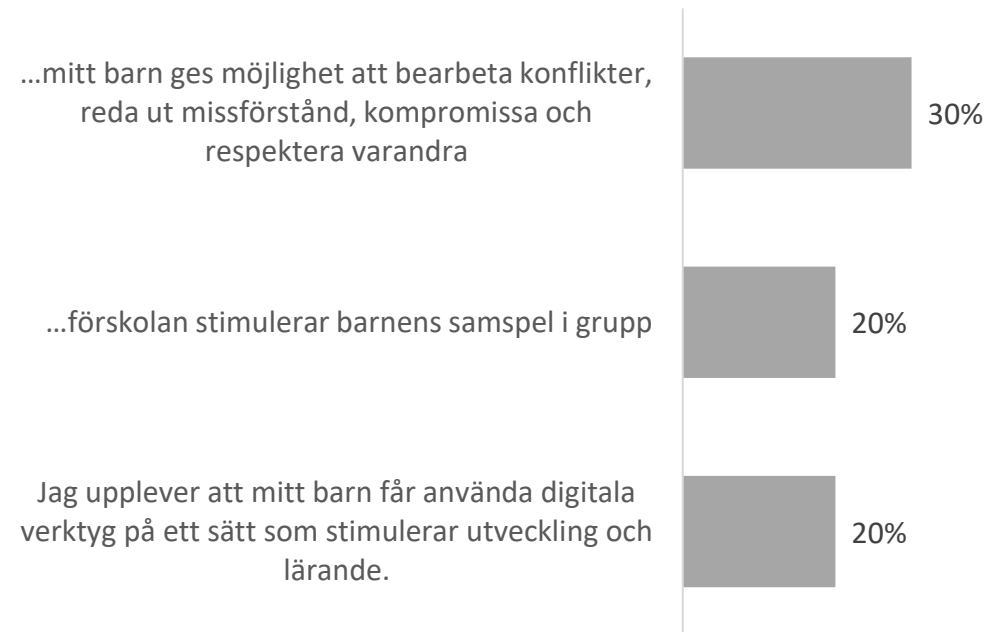 …mitt barn ges möjlighet att bearbeta konflikter,
reda ut missförstånd, kompromissa och
respektera varandra
30%
…förskolan stimulerar barnens samspel i grupp
20%
Jag upplever att mitt barn får använda digitala
verktyg på ett sätt som stimulerar utveckling och
lärande.
20%